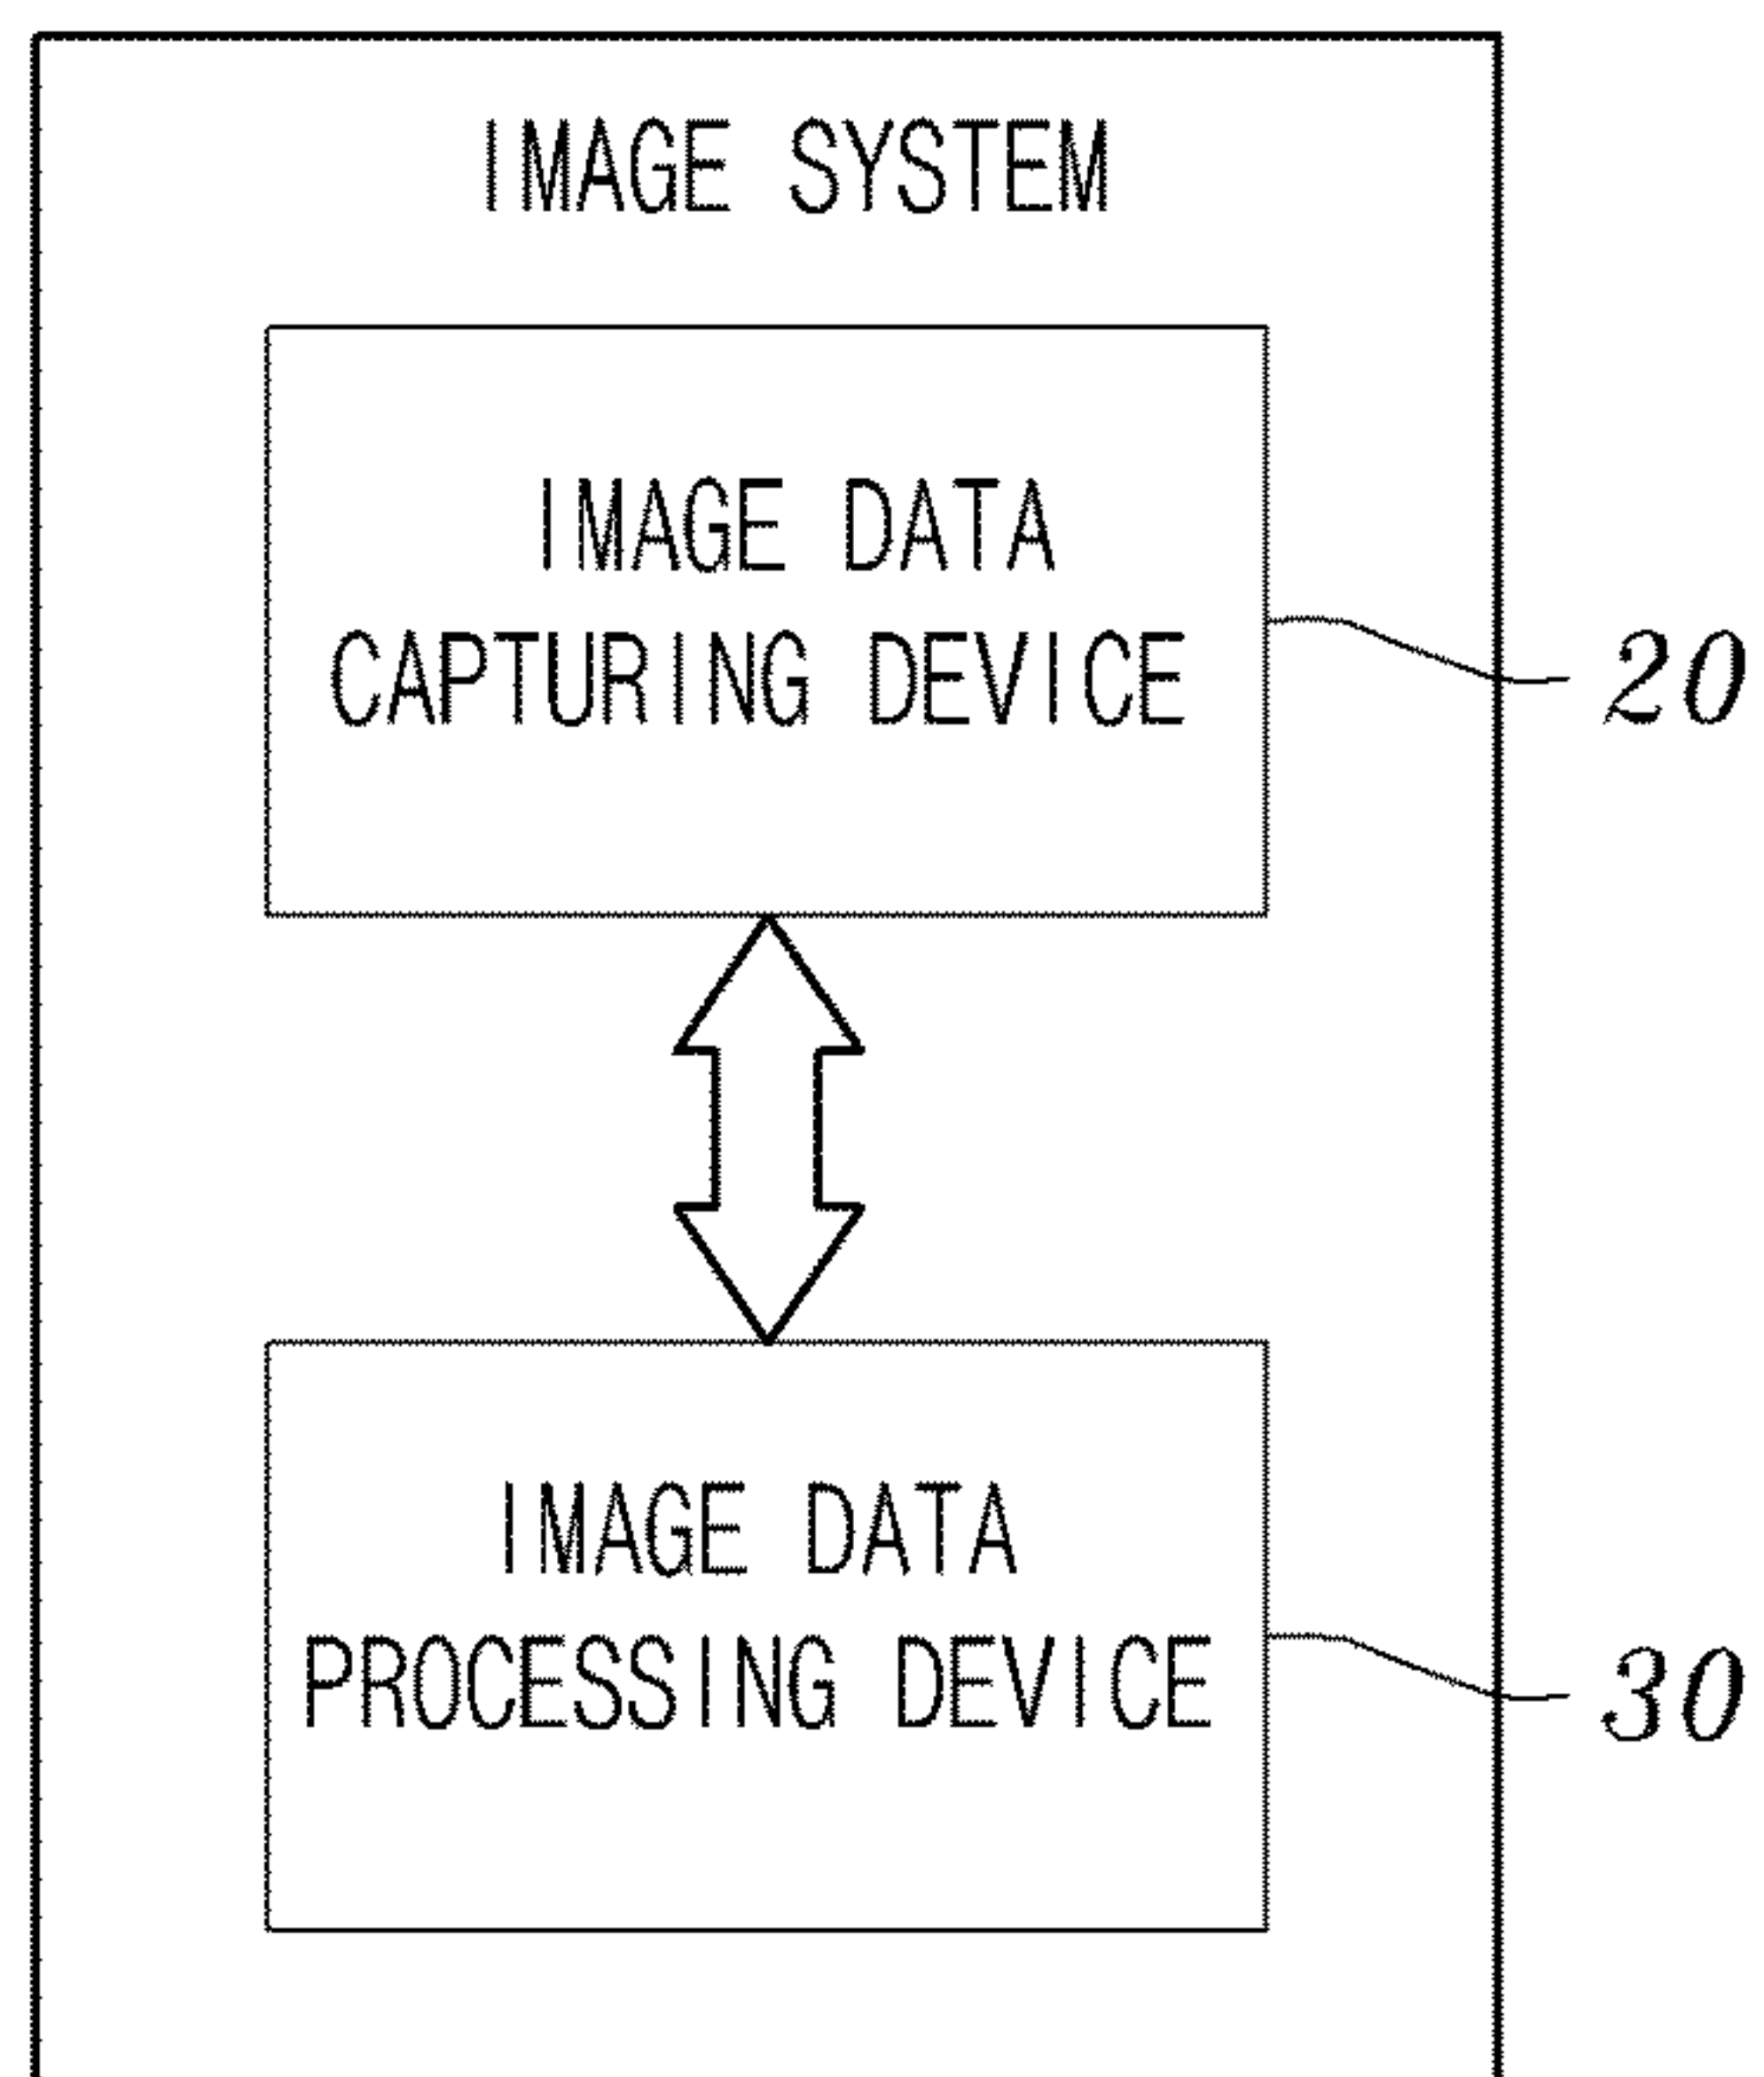 IMAGE SYSTEM
IMAGE DATA
CAPTURING DEVICE
20
IMAGE DATA
PROCESSING DEVICE
30